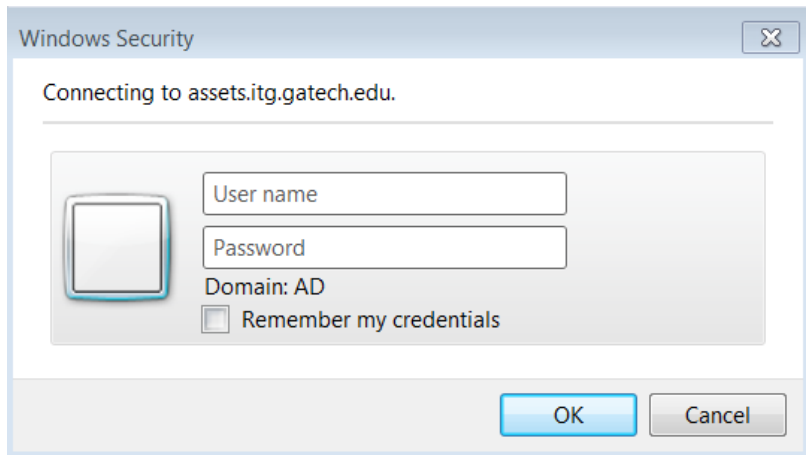 Windows Security
Connecting to assets.itg.gatech.edu.
User name
Password
Domain: AD
Remember my credentials
OK Cancel